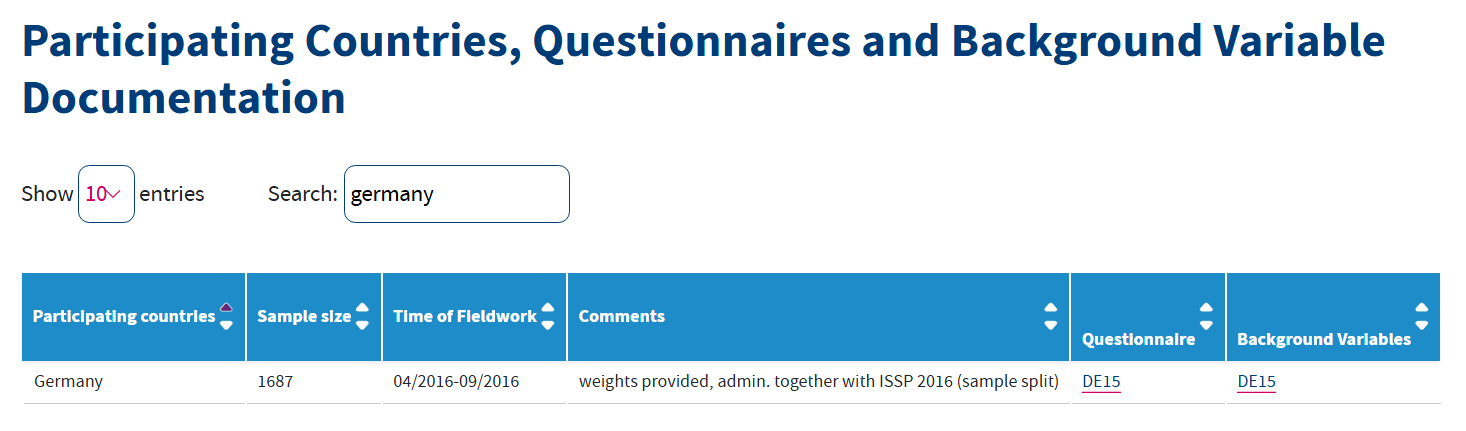 Participating Countries, Questionnaires and Background Variable
Documentation
Show 10 entries Search: germany
Participating countries Sample size Time of Fieldwork Comments Questionnaire Background Variables
Germany 1687 04/2016-09/2016 weights provided, admin. together with ISSP 2016 (sample split) DE15 DE15